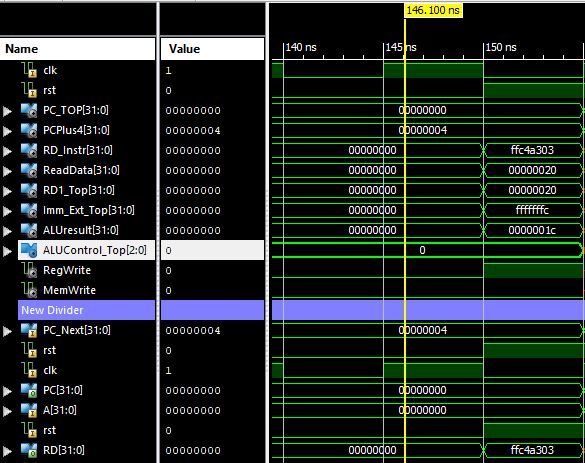 146.100 ns
Name Value 140 ns 145 ns 150 ns
clk 1
rst 0
PC_TOP[31:0] 00000000 00000000
PCPlus4[31:0] 00000004 00000004
RD_Instr[31:0] 00000000 00000000 ffc4a303
ReadData[31:0] 00000000 00000000 00000020
RD1_Top[31:0] 00000000 00000000 00000020
Imm_Ext_Top[31:0] 00000000 00000000 fffffffc
ALUresult[31:0] 00000000 00000000 0000001c
ALUControl_Top[2:0] 0 0
RegWrite 0
MemWrite 0
New Divider
PC_Next[31:0] 00000004 00000004
rst 0
clk 1
PC[31:0] 00000000 00000000
A[31:0] 00000000 00000000
rst 0
RD[31:0] 00000000 00000000 ffc4a303